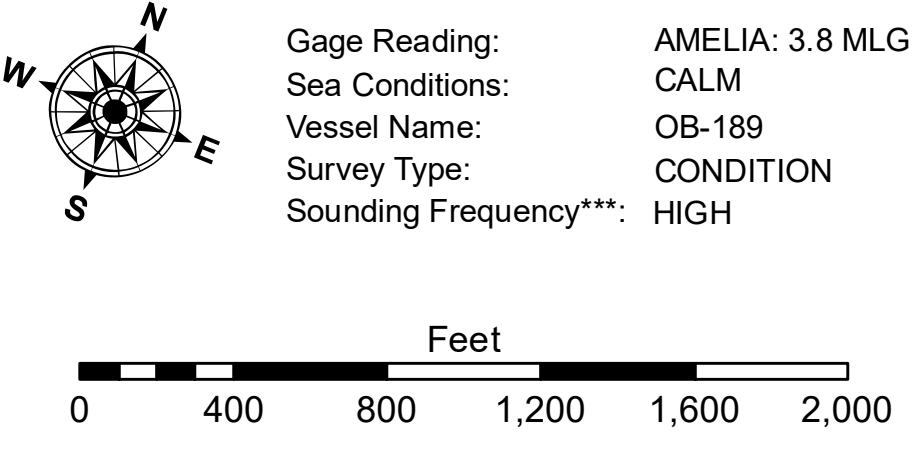 N
W
E
S
Gage Reading: AMELIA: 3.8 MLG
Sea Conditions: CALM
Vessel Name: OB-189
Survey Type: CONDITION
Sounding Frequency***: HIGH
Feet
0 400 800 1,200 1,600 2,000